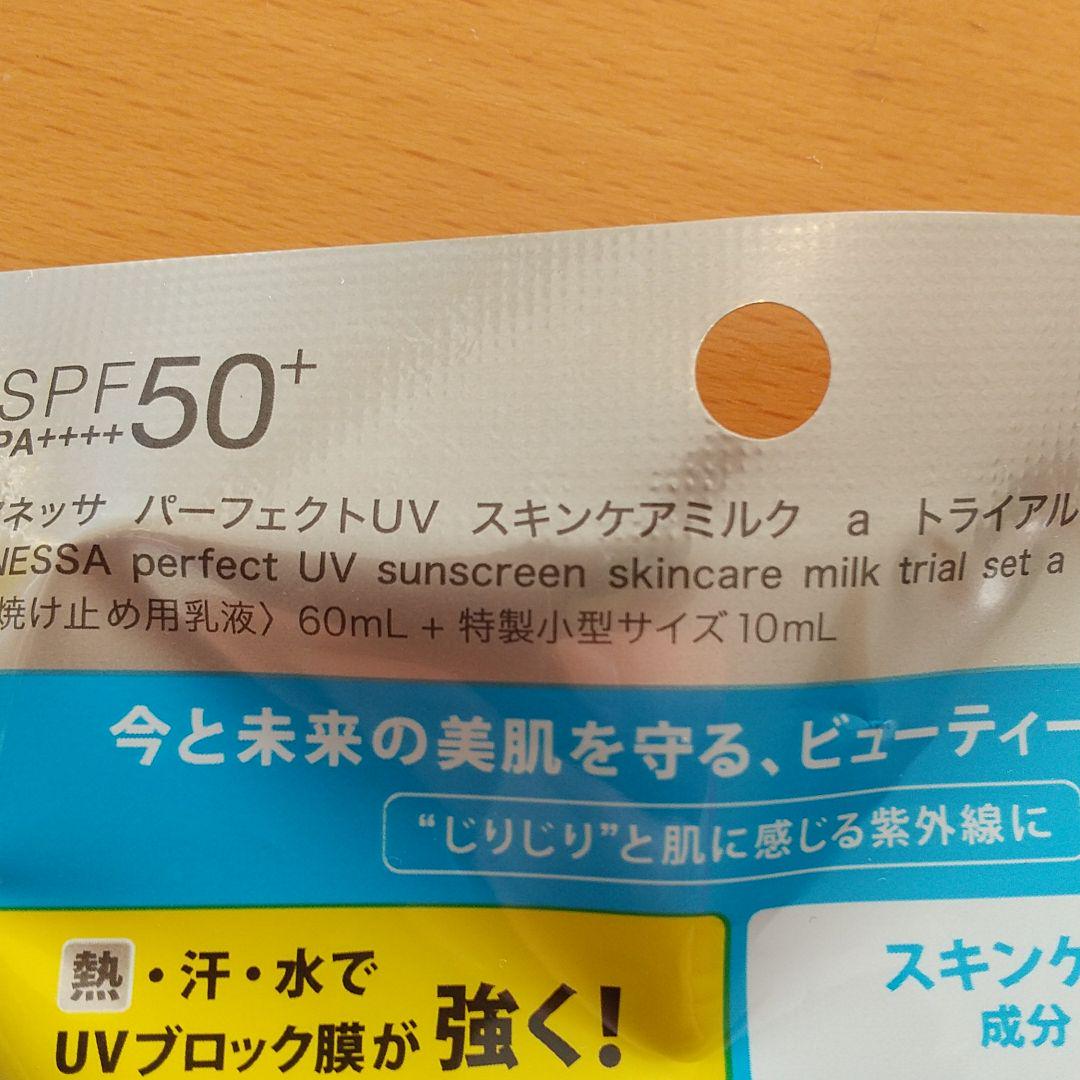 SPF50+
PA++++
ネッサ パーフェクトUV スキンケアミルク a トライアル
NESSA perfect UV sunscreen skincare milk trial set a
焼け止め用乳液〉60mL + 特製小型サイズ10mL
今と未来の美肌を守る、ビューティー
“じりじり”と肌に感じる紫外線に
熱・汗・水で
UVブロック膜が強く!
スキンケ
成分